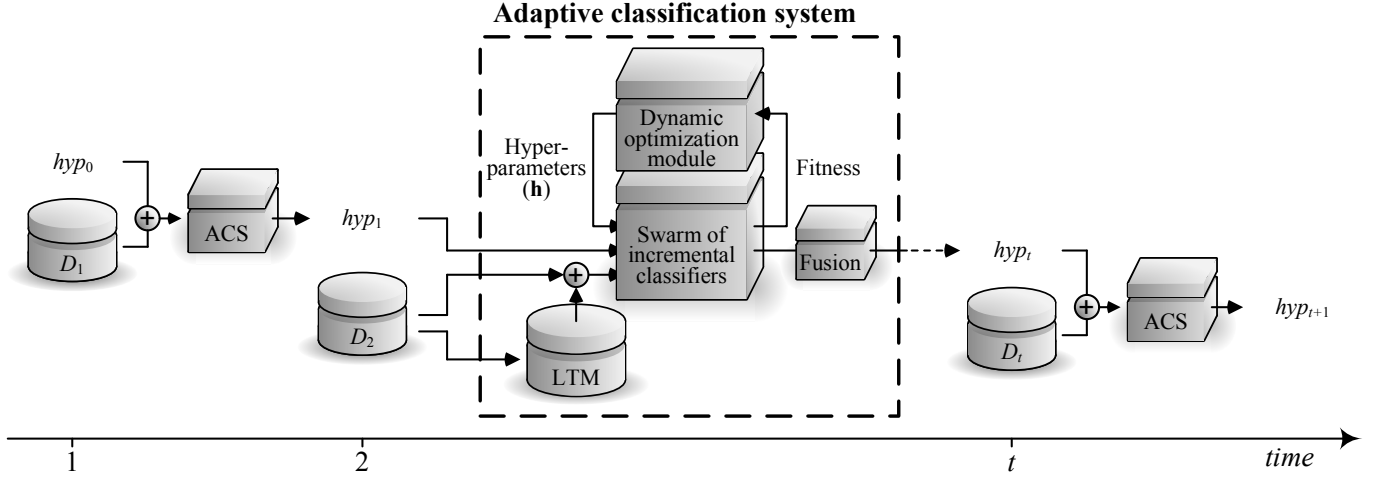 Adaptive classification system
Dynamic
optimization
module
Hyper-
parameters
(h)
Fitness
hyp0
D1
ACS
hyp1
D2
Swarm of
incremental
classifiers
LTM
Fusion
hypt
Dt
ACS
hypt+1
1
2
t
time